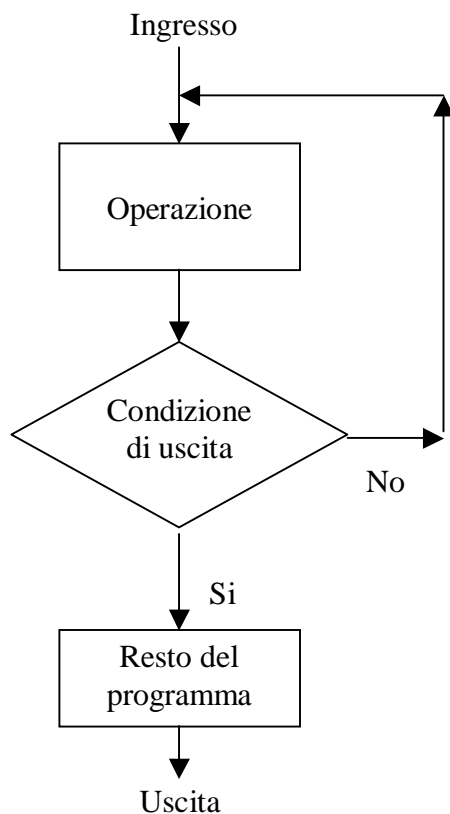 Ingresso
Operazione
Condizione
di uscita
No
Si
Resto del
programma
Uscita